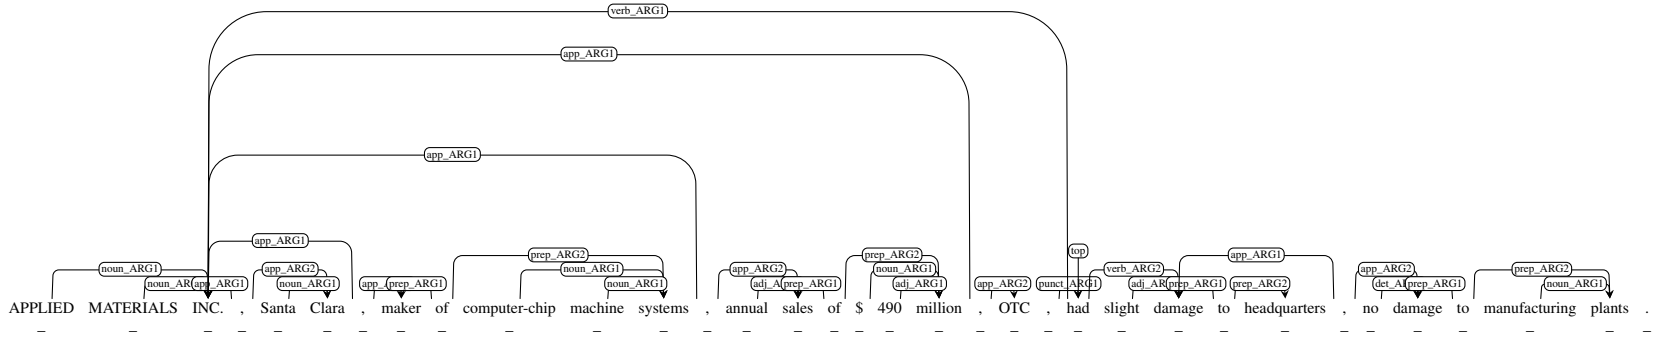 verb_ARG1
app_ARG1
app_ARG1
app_ARG1 top
prep_ARG2 prep_ARG2 app_ARG1
noun_ARG1 app_ARG2 noun_ARG1 app_ARG2 noun_ARG1 verb_ARG2 app_ARG2 prep_ARG2
app_ARG1 noun_ARG1 prep_ARG1 noun_ARG1 prep_ARG1 adj_ARG1 app_ARG2 punct_ARG1 prep_ARG1 prep_ARG2 prep_ARG1 noun_ARG1
APPLIED MATERIALS INC. , Santa Clara , maker of computer-chip machine systems , annual sales of $ 490 million , OTC , had slight damage to headquarters , no damage to manufacturing plants .
_ _ _ _ _ _ _ _ _ _ _ _ _ _ _ _ _ _ _ _ _ _ _ _ _ _ _ _ _ _ _ _ _ _ _